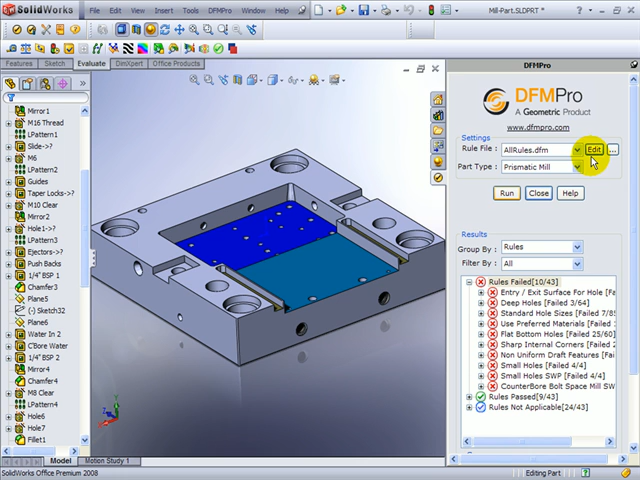 SolidWorks
File Edit View Insert Tools DFMPro Window Help
Mill-Part.SLDPRT
Features Sketch Evaluate DimXpert Office Products
DFMPro
Mirror1
M16 Thread
LPattern1
Slide->?
M6
LPattern2
Guides
Taper Locks->?
M10 Clear
Mirror2
Hole1->?
LPattern3
Ejectors->?
Push Backs
1/4" BSP 1
Chamfer3
Plane5
(-) Sketch32
Plane6
Water In 2
C'Bore Water
1/4" BSP 2
Mirror4
Chamfer4
M8 Clear
LPattern4
Hole6
Hole7
Fillet1
DFMPro
A Geometric Product
www.dfmpro.com
Settings
Rule File : AllRules.dfm Edit ...
Part Type : Prismatic Mill
Run Close Help
Results
Group By : Rules
Filter By : All
Rules Failed[10/43]
Entry / Exit Surface For Hole [Fa
Deep Holes [Failed 3/64]
Standard Hole Sizes [Failed 7/8
Use Preferred Materials [Failed 1
Flat Bottom Holes [Failed 25/60]
Sharp Internal Corners [Failed 2
Non Uniform Draft Features [Fai
Small Holes [Failed 4/4]
Small Holes SWP [Failed 4/4]
CounterBore Bolt Space Mill SW
Rules Passed[9/43]
Rules Not Applicable[24/43]
Model Motion Study 1
SolidWorks Office Premium 2008
Editing Part